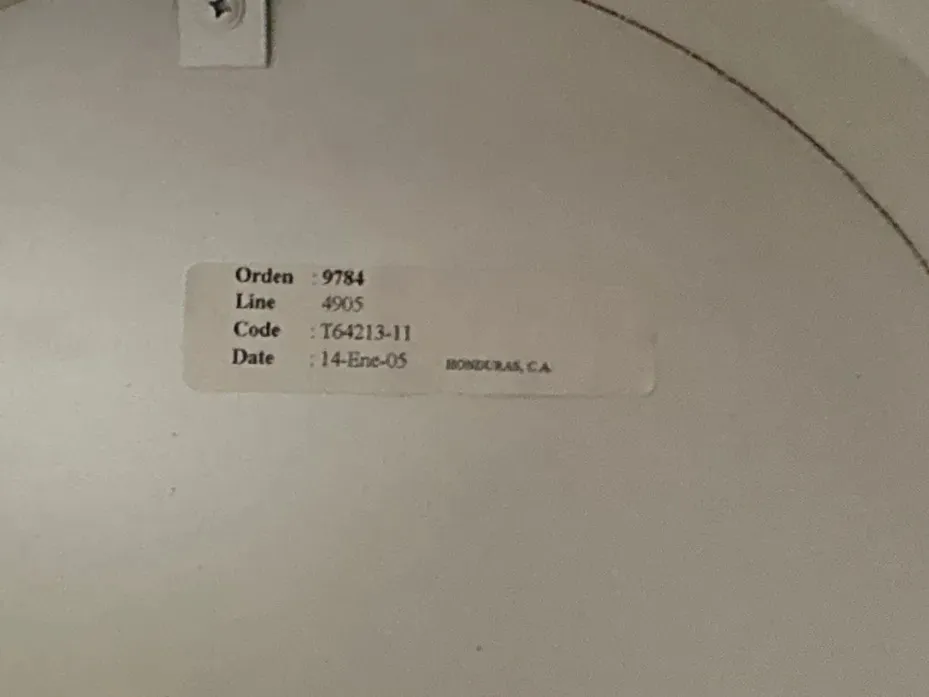 Orden : 9784
Line 4905
Code : T64213-11
Date : 14-Ene-05 HONDURAS, C.A.